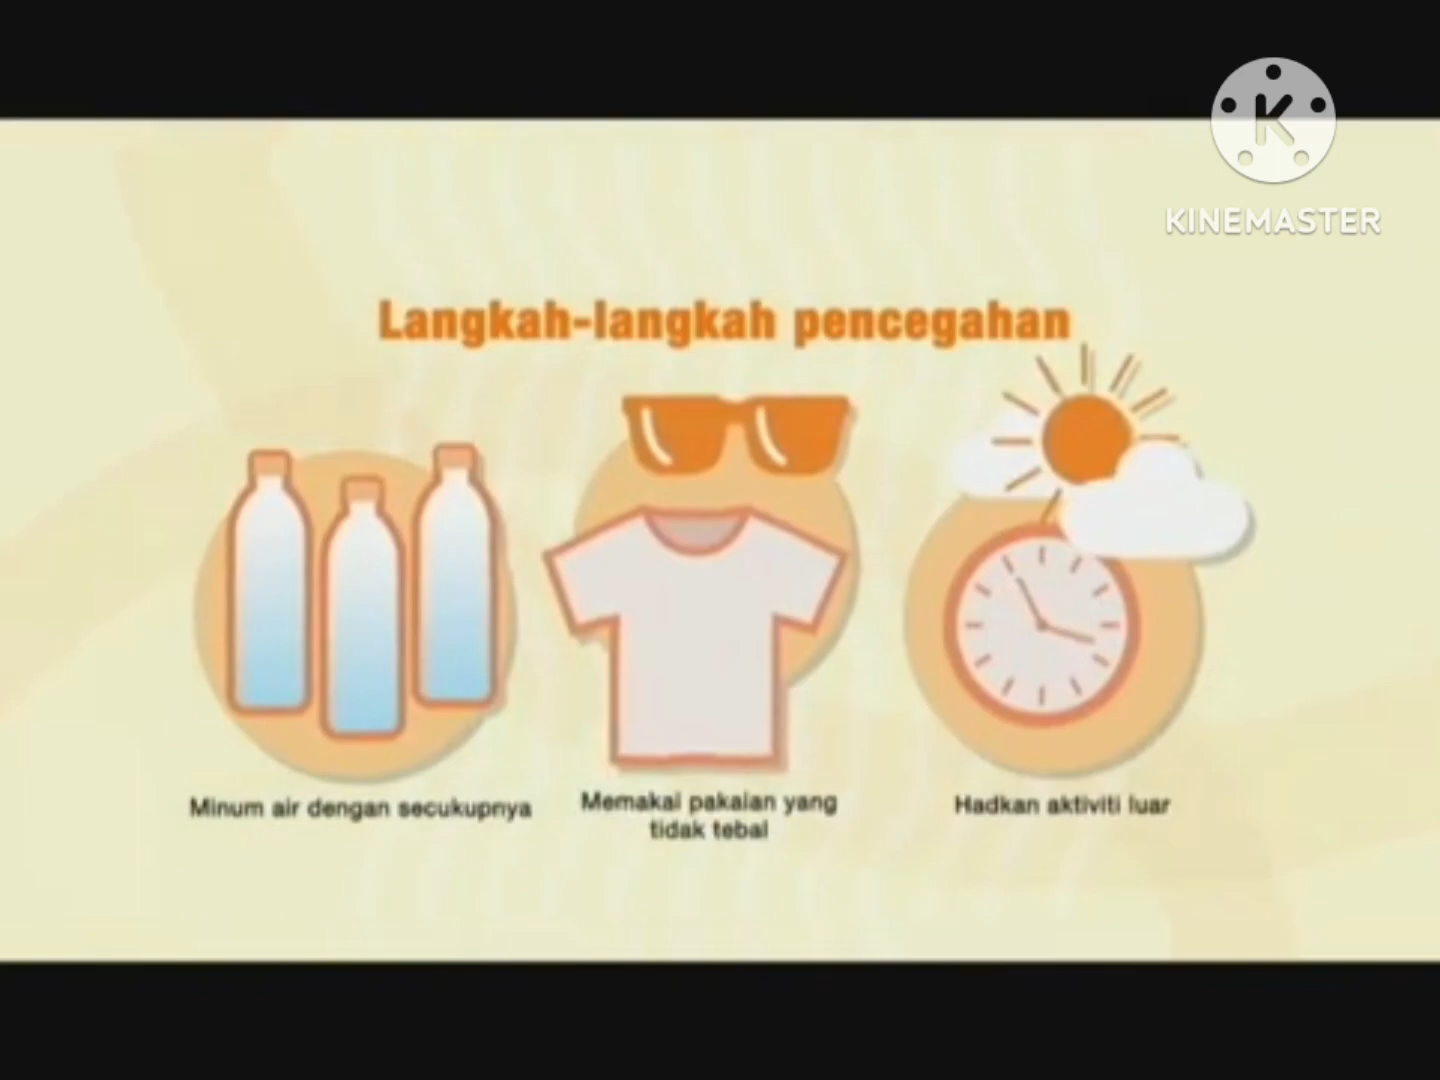 K
KINEMASTER
Langkah-langkah pencegahan
Minum air dengan secukupnya
Memakai pakaian yang
tidak tebal
Hadkan aktiviti luar